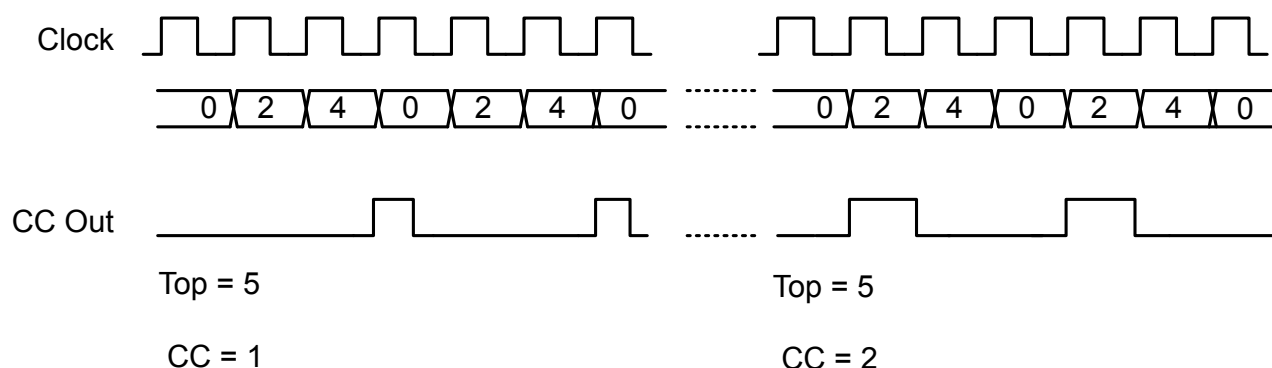 Clock
0 2 4 0 2 4 0 0 2 4 0 2 4 0
CC Out
Top = 5 Top = 5
CC = 1 CC = 2